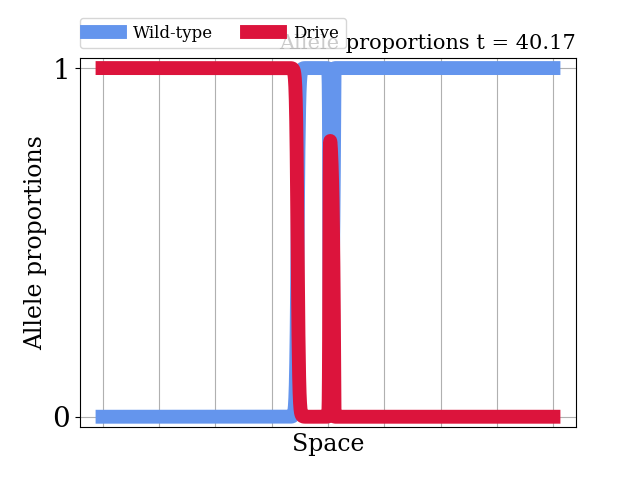 Wild-type Drive
Allele proportions t = 40.17
1
Allele proportions
0
Space